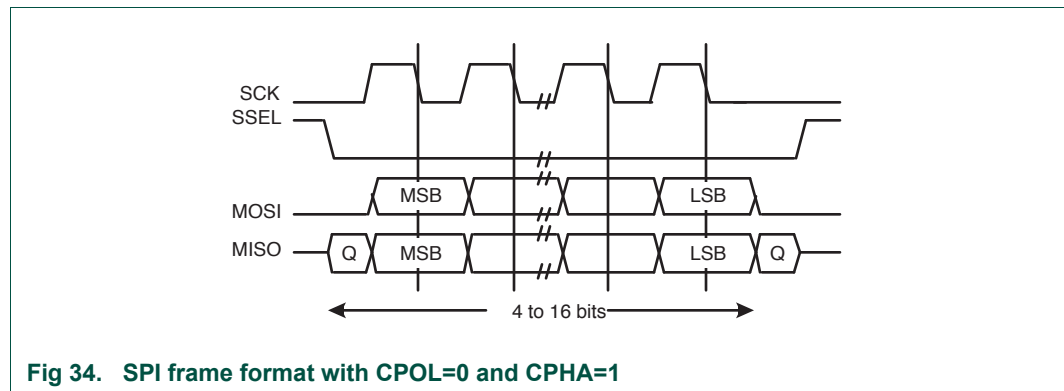 SCK
SSEL
MOSI MSB LSB
MISO Q MSB LSB Q
4 to 16 bits
Fig 34. SPI frame format with CPOL=0 and CPHA=1